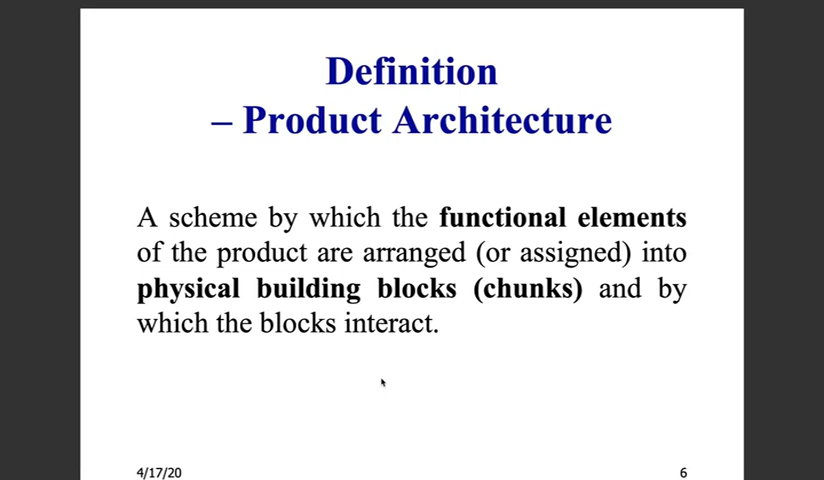 Definition
– Product Architecture
A scheme by which the functional elements
of the product are arranged (or assigned) into
physical building blocks (chunks) and by
which the blocks interact.
4/17/20
6